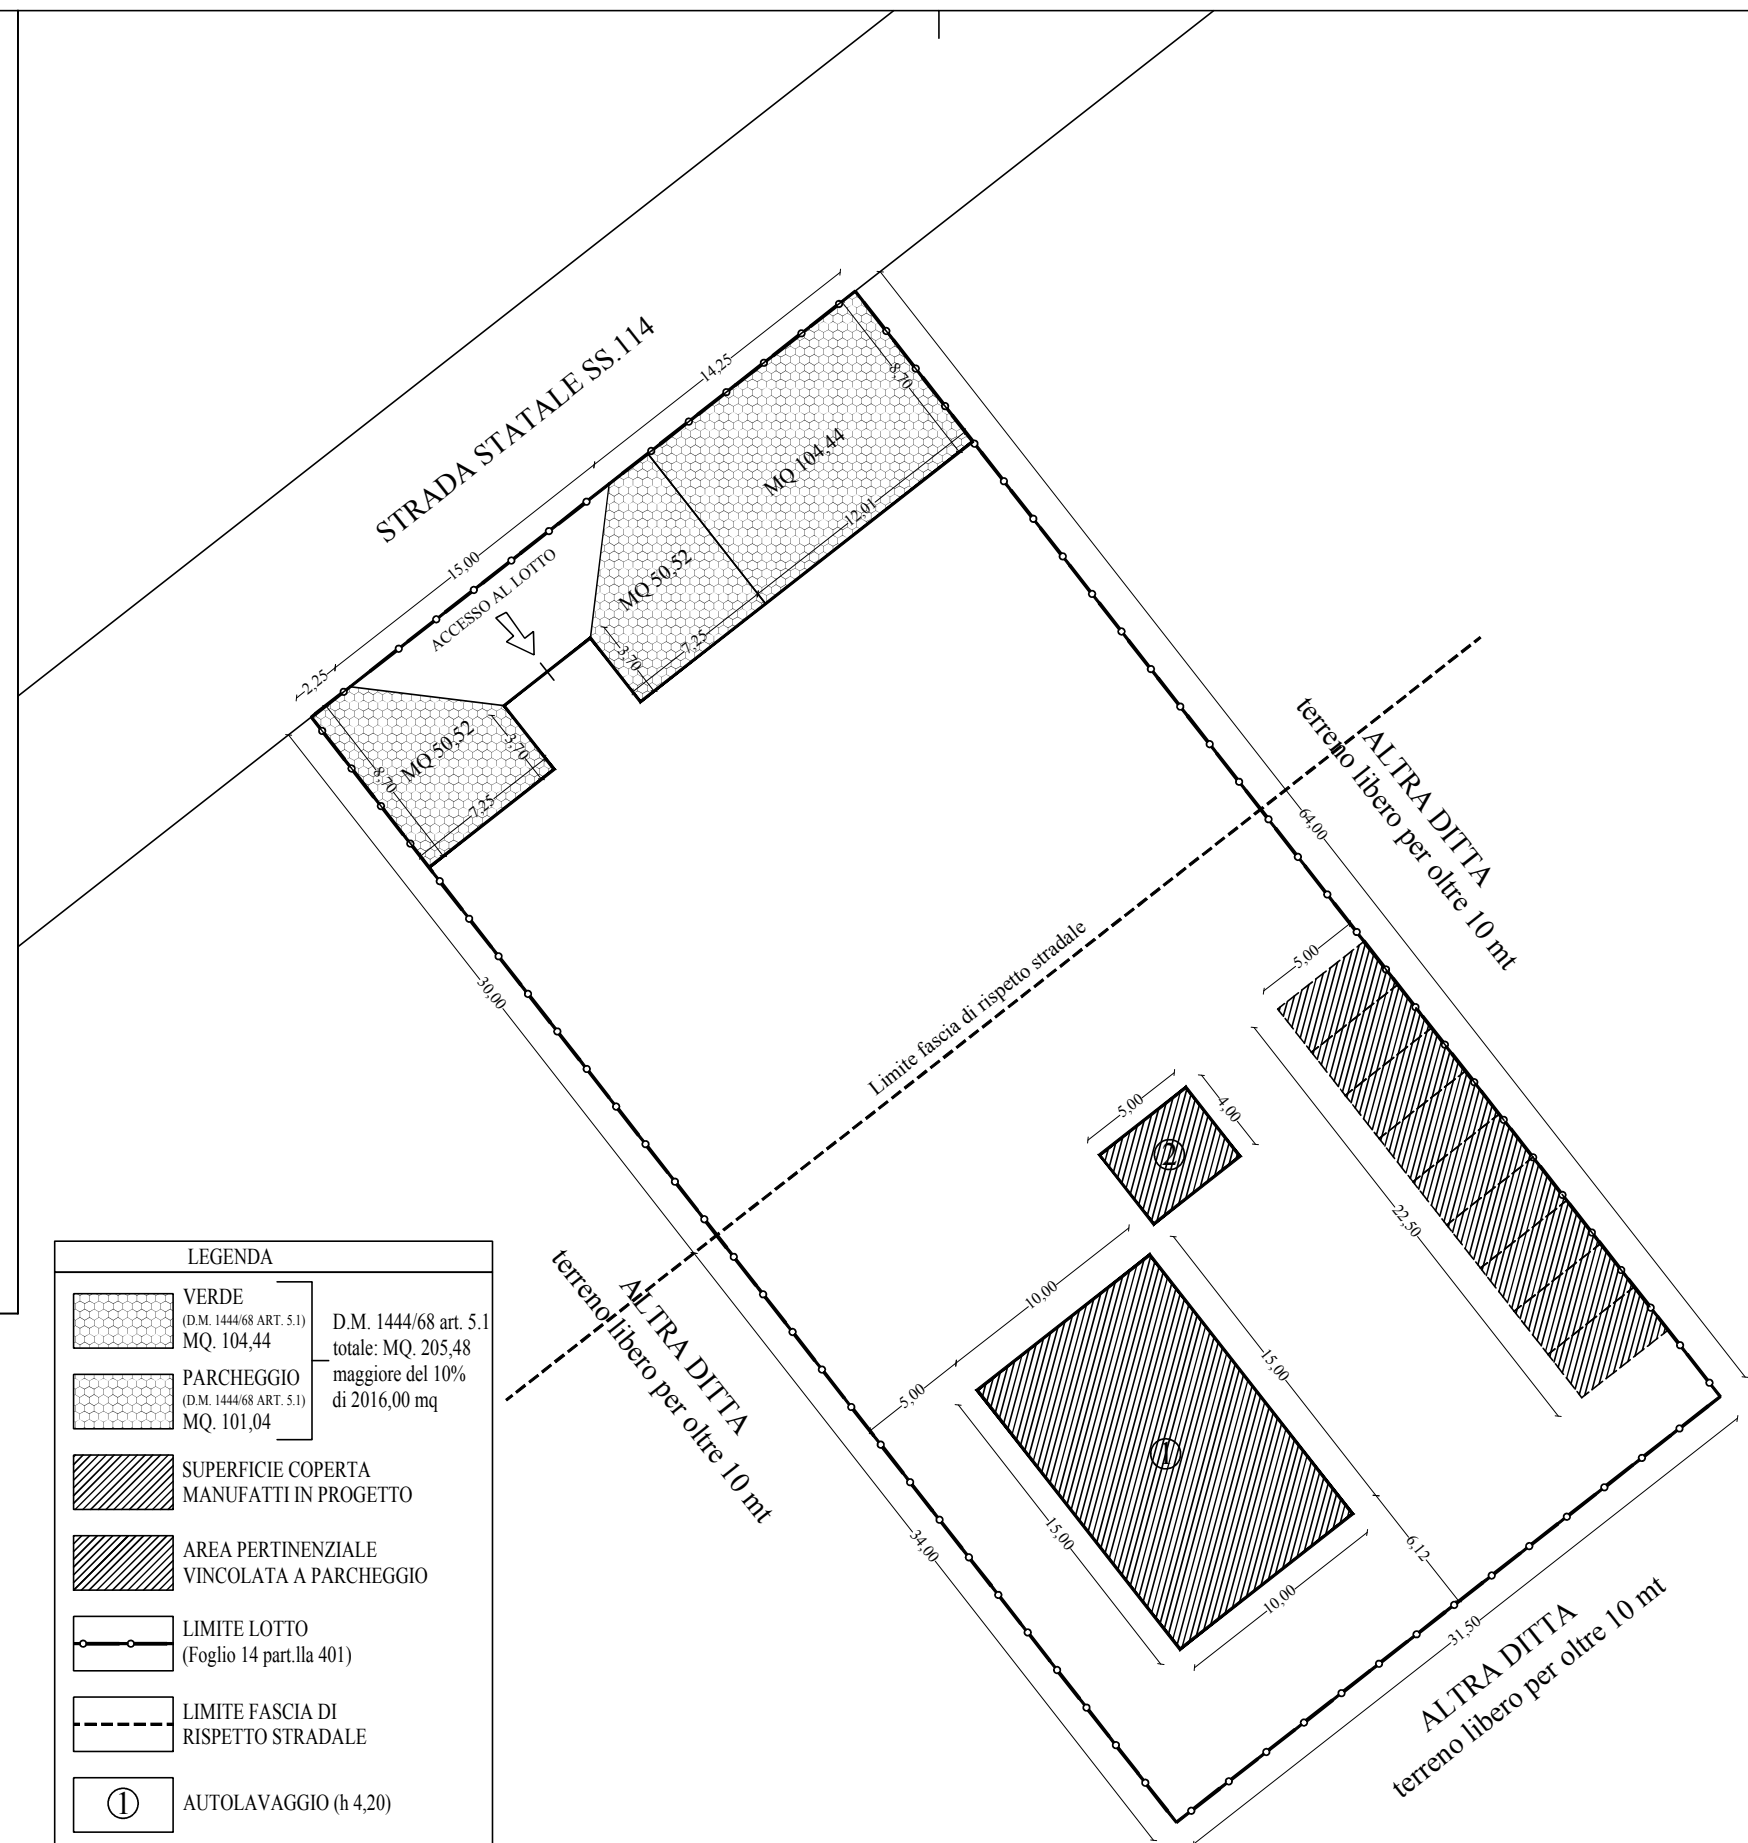 STRADA STATALE SS.114
14,25
15,00
2,25
ACCESSO AL LOTTO
8,70
MQ 104,44
12,01
MQ 50,52
3,70
7,25
MQ 50,52
3,70
8,70
7,25
30,00
64,00
ALTRA DITTA
terreno libero per oltre 10 mt
Limite fascia di rispetto stradale
5,00
5,00
4,00
②
22,50
10,00
5,00
15,00
①
15,00
10,00
6,12
34,00
31,50
ALTRA DITTA
terreno libero per oltre 10 mt
ALTRA DITTA
terreno libero per oltre 10 mt
LEGENDA
VERDE
(D.M. 1444/68 ART. 5.1)
MQ. 104,44
PARCHEGGIO
(D.M. 1444/68 ART. 5.1)
MQ. 101,04
D.M. 1444/68 art. 5.1
totale: MQ. 205,48
maggiore del 10%
di 2016,00 mq
SUPERFICIE COPERTA
MANUFATTI IN PROGETTO
AREA PERTINENZIALE
VINCOLATA A PARCHEGGIO
LIMITE LOTTO
(Foglio 14 part.lla 401)
LIMITE FASCIA DI
RISPETTO STRADALE
① AUTOLAVAGGIO (h 4,20)